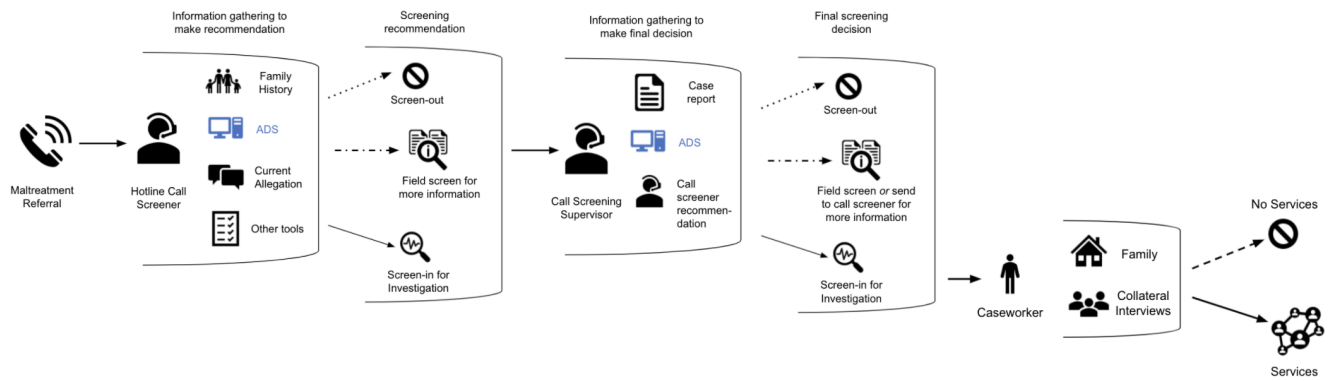 Information gathering to
make recommendation
Screening
recommendation
Information gathering to
make final decision
Final screening
decision
Maltreatment
Referral
Hotline Call
Screener
Family
History
ADS
Current
Allegation
Other tools
Screen-out
Field screen for
more information
Screen-in for
Investigation
Call Screening
Supervisor
Case
report
ADS
Call
screener
recommen-
dation
Screen-out
Field screen or send
to call screener for
more information
Screen-in for
Investigation
Caseworker
Family
Collateral
Interviews
No Services
Services